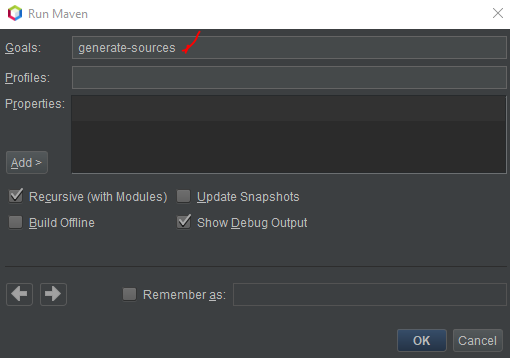 Run Maven
Goals: generate-sources
Profiles:
Properties:
Add >
Recursive (with Modules) Update Snapshots
Build Offline Show Debug Output
Remember as:
OK Cancel